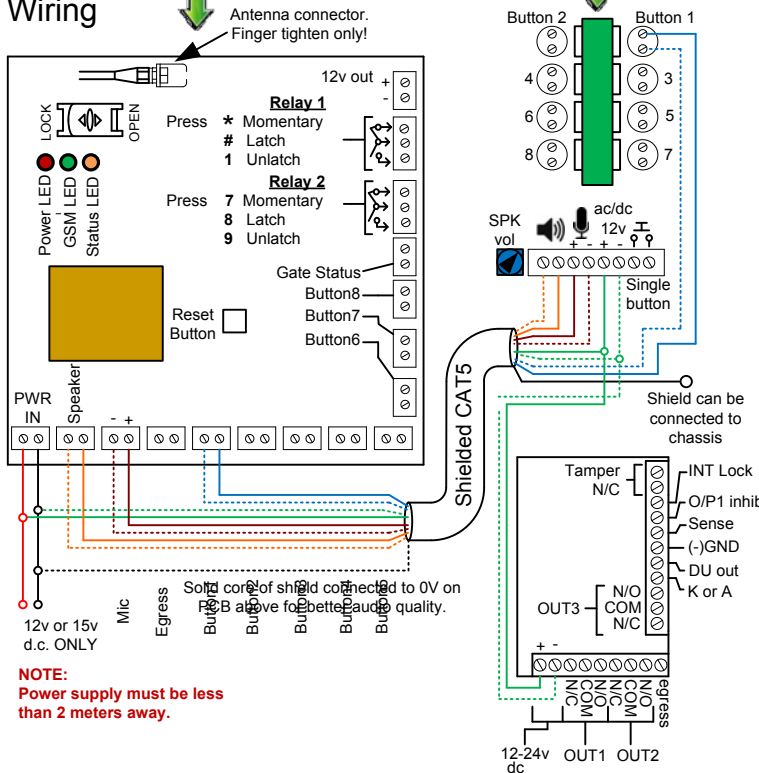 Wiring
Antenna connector.
Finger tighten only!
LOCK
OPEN
Power LED
GSM LED
Status LED
12v out
+
-
Relay 1
Press * Momentary
# Latch
1 Unlatch
Relay 2
Press 7 Momentary
8 Latch
9 Unlatch
Gate Status
Button8
Button7
Button6
Reset
Button
PWR
IN
Speaker
- +
Mic
Egress
Button1
Button2
Button3
Button4
Button5
Solid core of shield connected to 0V on
PCB above for better audio quality.
12v or 15v
d.c. ONLY
NOTE:
Power supply must be less
than 2 meters away.
Shielded CAT5
Button 2
Button 1
4
3
6
5
8
7
SPK
vol
ac/dc
12v
+ - + -
Single
button
Shield can be
connected to
chassis
Tamper
N/C
INT Lock
O/P1 inhib
Sense
(-)GND
DU out
K or A
OUT3
N/O
COM
N/C
+ -
N/C
COM
N/O
N/C
COM
N/O
egress
12-24v
dc
OUT1
OUT2